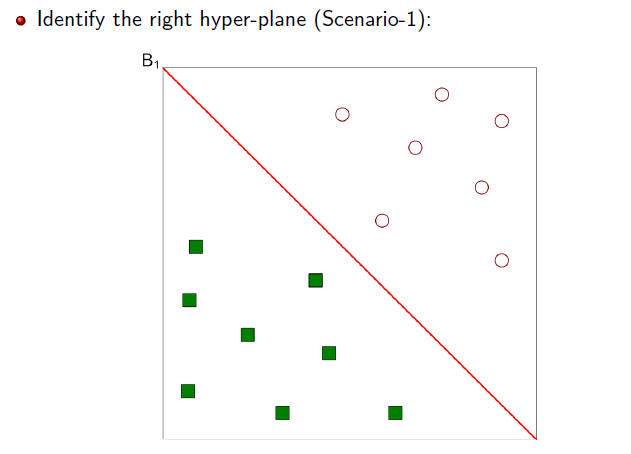 Identify the right hyper-plane (Scenario-1):
B1